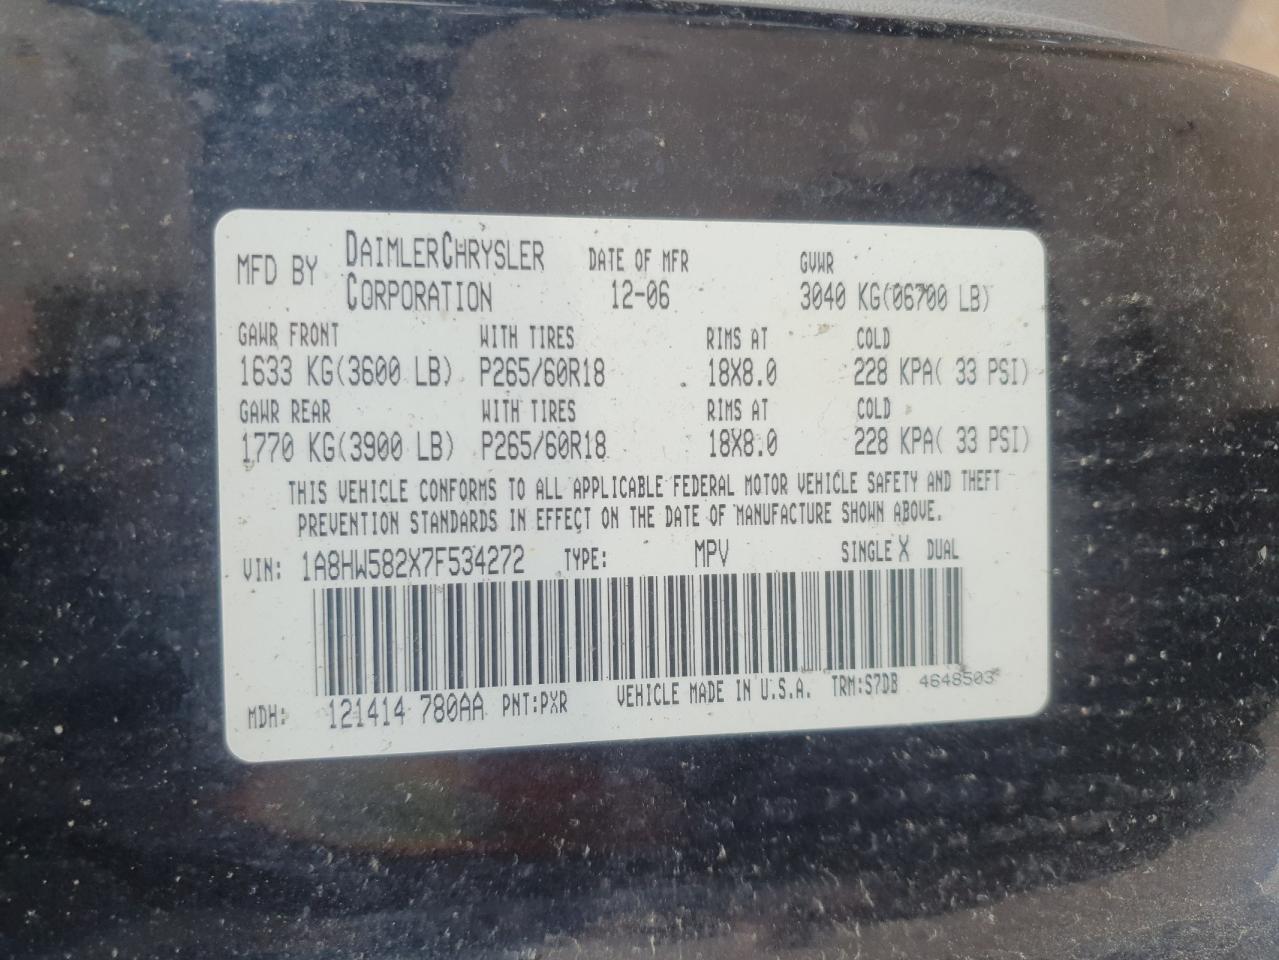 MFD BY DAIMLERCHRYSLER CORPORATION DATE OF MFR 12-06 GVWR 3040 KG(06700 LB)
GAWR FRONT WITH TIRES RIMS AT COLD
1633 KG(3600 LB) P265/60R18 18X8.0 228 KPA( 33 PSI)
GAWR REAR WITH TIRES RIMS AT COLD
1770 KG(3900 LB) P265/60R18 18X8.0 228 KPA( 33 PSI)
THIS VEHICLE CONFORMS TO ALL APPLICABLE FEDERAL MOTOR VEHICLE SAFETY AND THEFT
PREVENTION STANDARDS IN EFFECT ON THE DATE OF MANUFACTURE SHOWN ABOVE.
VIN: 1A8HW582X7F534272 TYPE: MPV SINGLE X DUAL
MDH: 121414 780AA PNT:PXR VEHICLE MADE IN U.S.A. TRM:S7DB 4648503